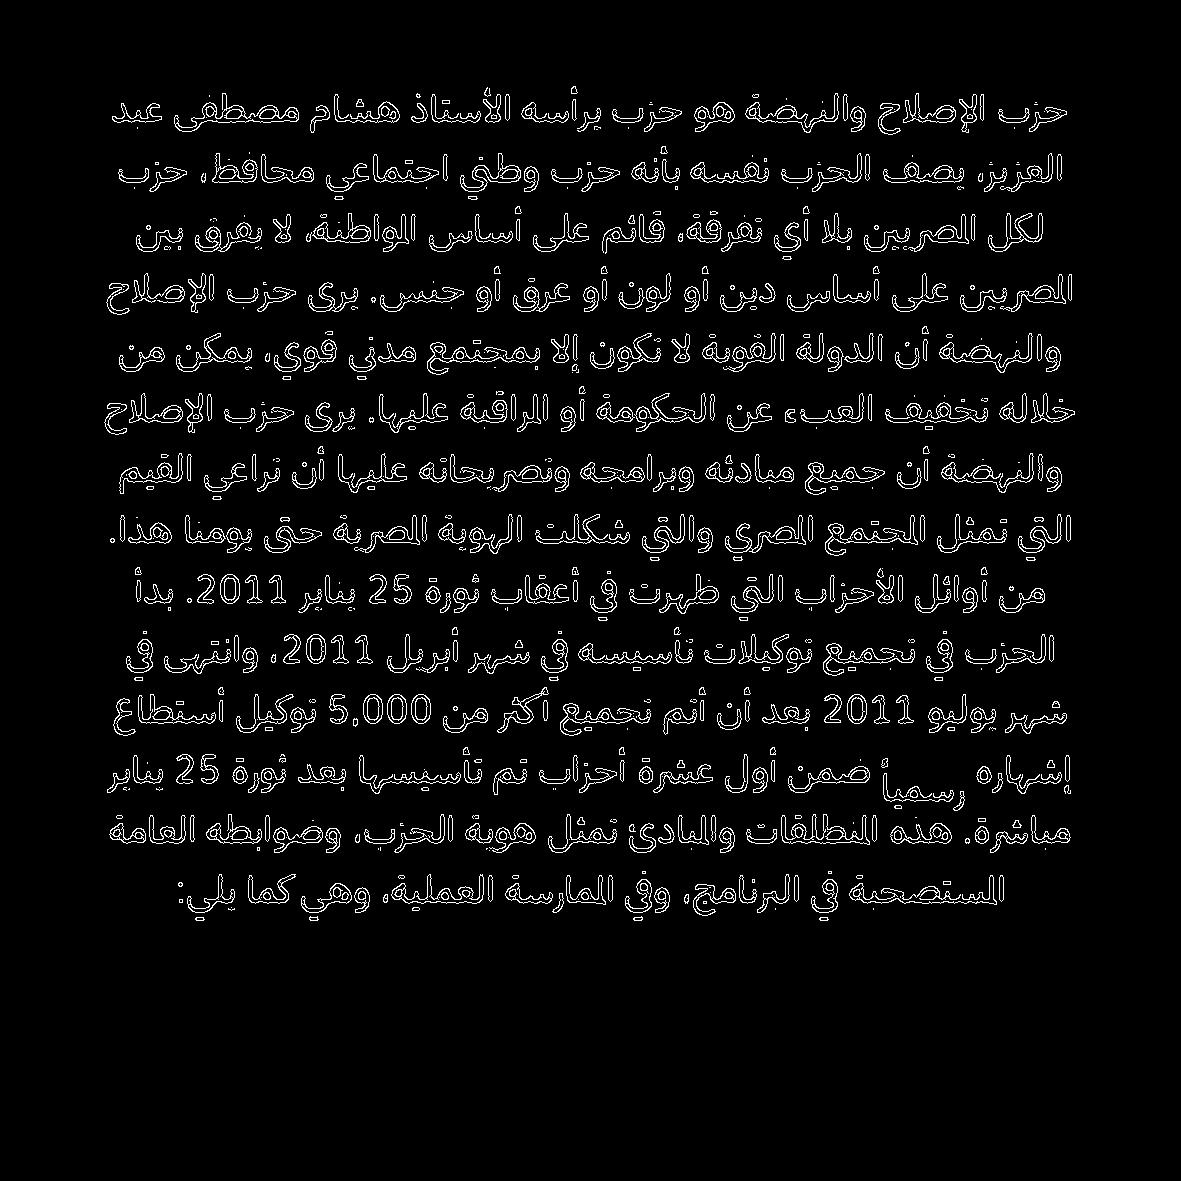 حزب الإصلاح والنهضة هو حزب يرأسه الأستاذ هشام مصطفى عبد
العزيز، يصف الحزب نفسه بأنه حزب وطني اجتماعي محافظ، حزب
لكل المصريين بلا أي تفرقة، قائم على أساس المواطنة، لا يفرق بين
المصريين على أساس دين أو لون أو عرق أو جنس. يرى حزب الإصلاح
والنهضة أن الدولة القوية لا تكون إلا بمجتمع مدني قوي، يمكن من
خلاله تخفيف العبء عن الحكومة أو المراقبة عليها. يرى حزب الإصلاح
والنهضة أن جميع مبادئه وبرامجه وتصريحاته عليها أن تراعي القيم
التي تمثل المجتمع المصري والتي شكلت الهوية المصرية حتى يومنا هذا.
من أوائل الأحزاب التي ظهرت في أعقاب ثورة 25 يناير 2011. بدأ
الحزب في تجميع توكيلات تأسيسه في شهر أبريل 2011، وانتهى في
شهر يوليو 2011 بعد أن أتم تجميع أكثر من 5,000 توكيل أستطاع
إشهاره رسمياً ضمن أول عشرة أحزاب تم تأسيسها بعد ثورة 25 يناير
مباشرة. هذه المنطلقات والمبادئ تمثل هوية الحزب، وضوابطه العامة
المستصحبة في البرنامج، وفي الممارسة العملية، وهي كما يلي: